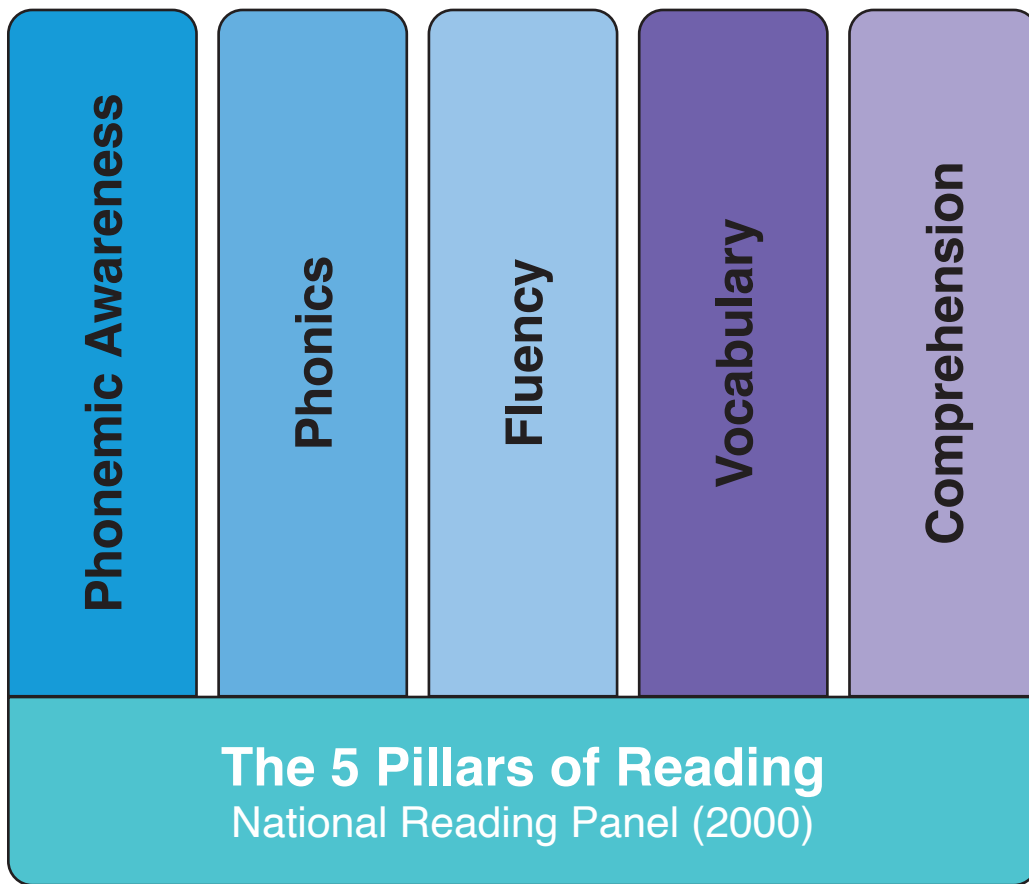 Phonemic Awareness
Phonics
Fluency
Vocabulary
Comprehension
The 5 Pillars of Reading
National Reading Panel (2000)